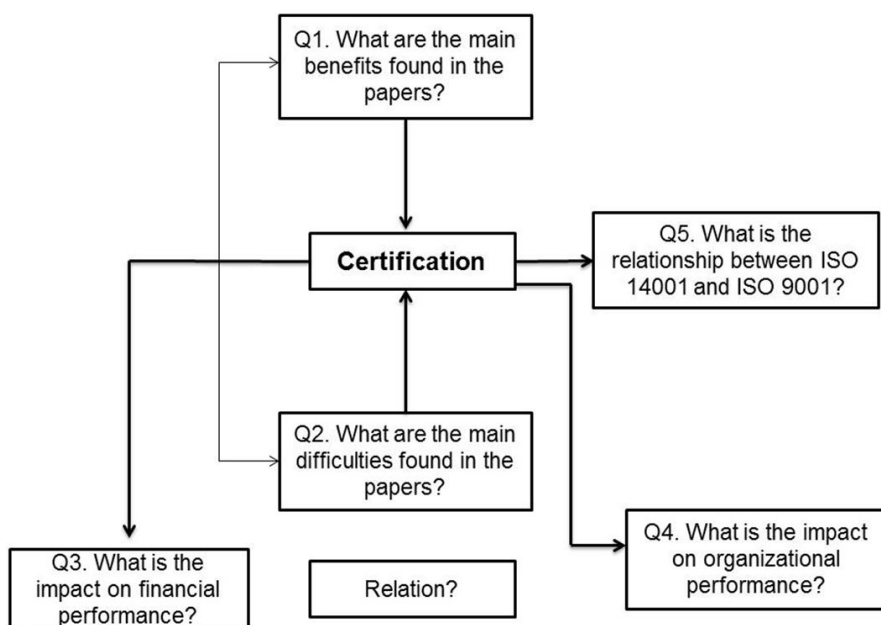 Q1. What are the main
benefits found in the
papers?
Certification
Q5. What is the
relationship between ISO
14001 and ISO 9001?
Q2. What are the main
difficulties found in the
papers?
Q3. What is the
impact on financial
performance?
Relation?
Q4. What is the impact
on organizational
performance?